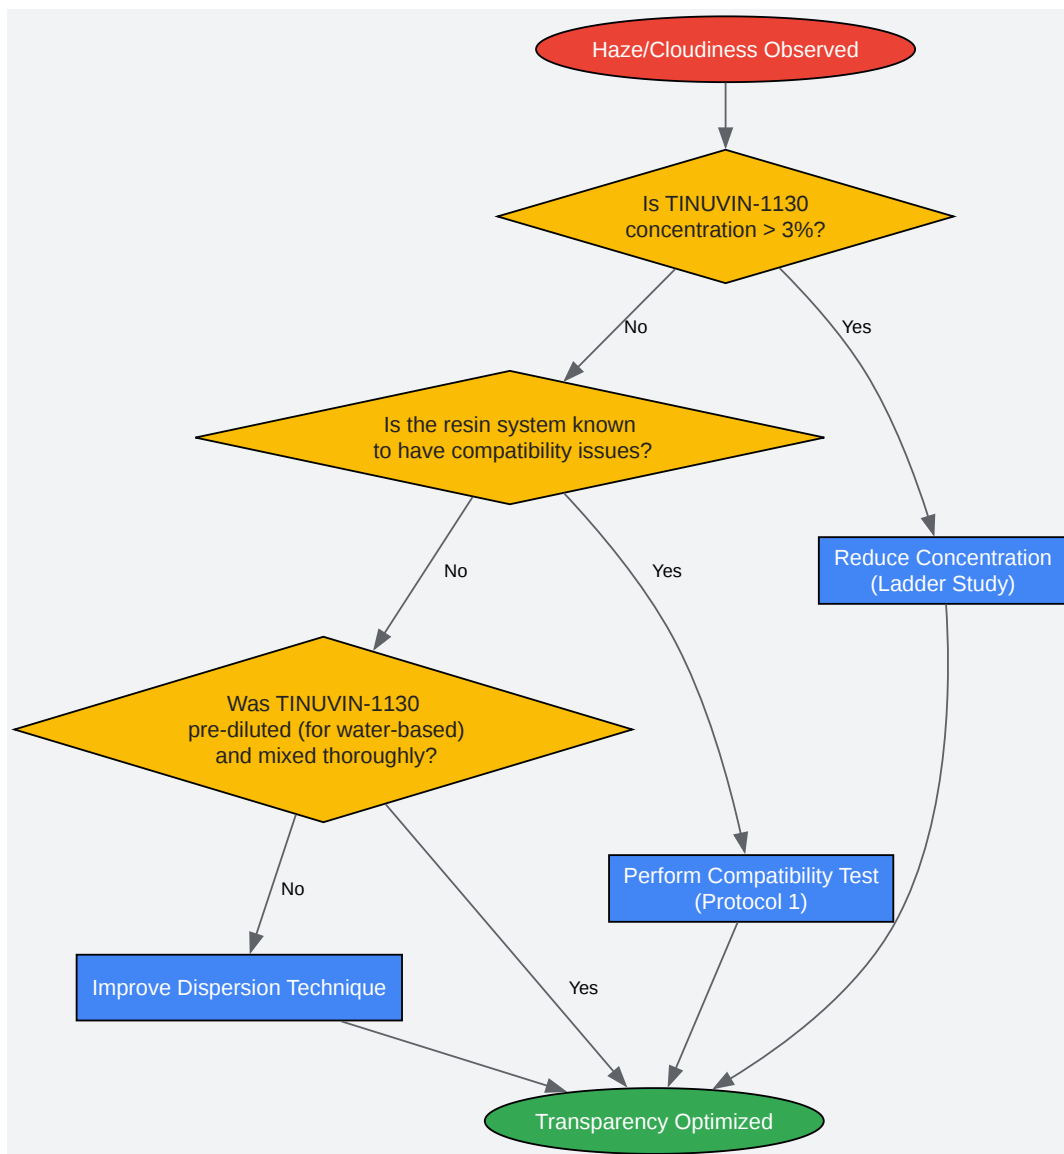 Haze/Cloudiness Observed
Is TINUVIN-1130
concentration > 3%?
No
Yes
Is the resin system known
to have compatibility issues?
Reduce Concentration
(Ladder Study)
No
Yes
Was TINUVIN-1130
pre-diluted (for water-based)
and mixed thoroughly?
Perform Compatibility Test
(Protocol 1)
No
Improve Dispersion Technique
Yes
Transparency Optimized